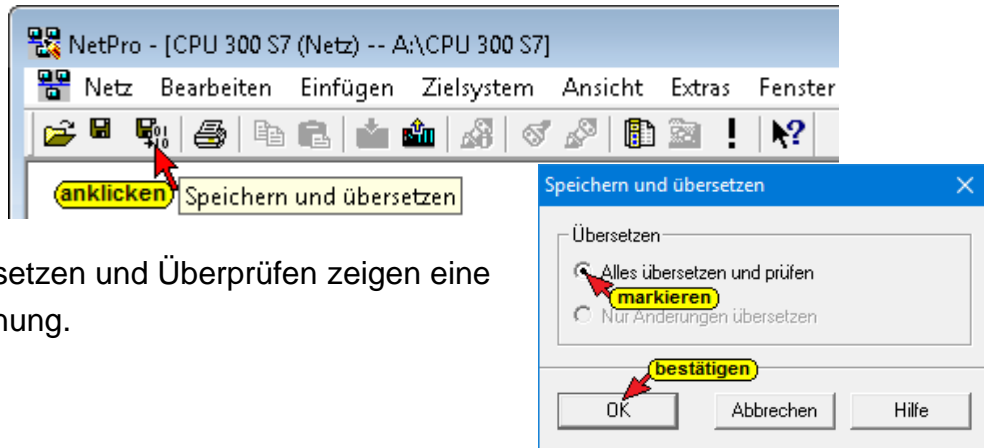 NetPro - [CPU 300 S7 (Netz) -- A:\CPU 300 S7]
Netz Bearbeiten Einfügen Zielsystem Ansicht Extras Fenster
anklicken
Speichern und übersetzen
Speichern und übersetzen
Übersetzen
Alles übersetzen und prüfen
markieren
Nur Änderungen übersetzen
bestätigen
OK Abbrechen Hilfe
setzen und Überprüfen zeigen eine
nung.